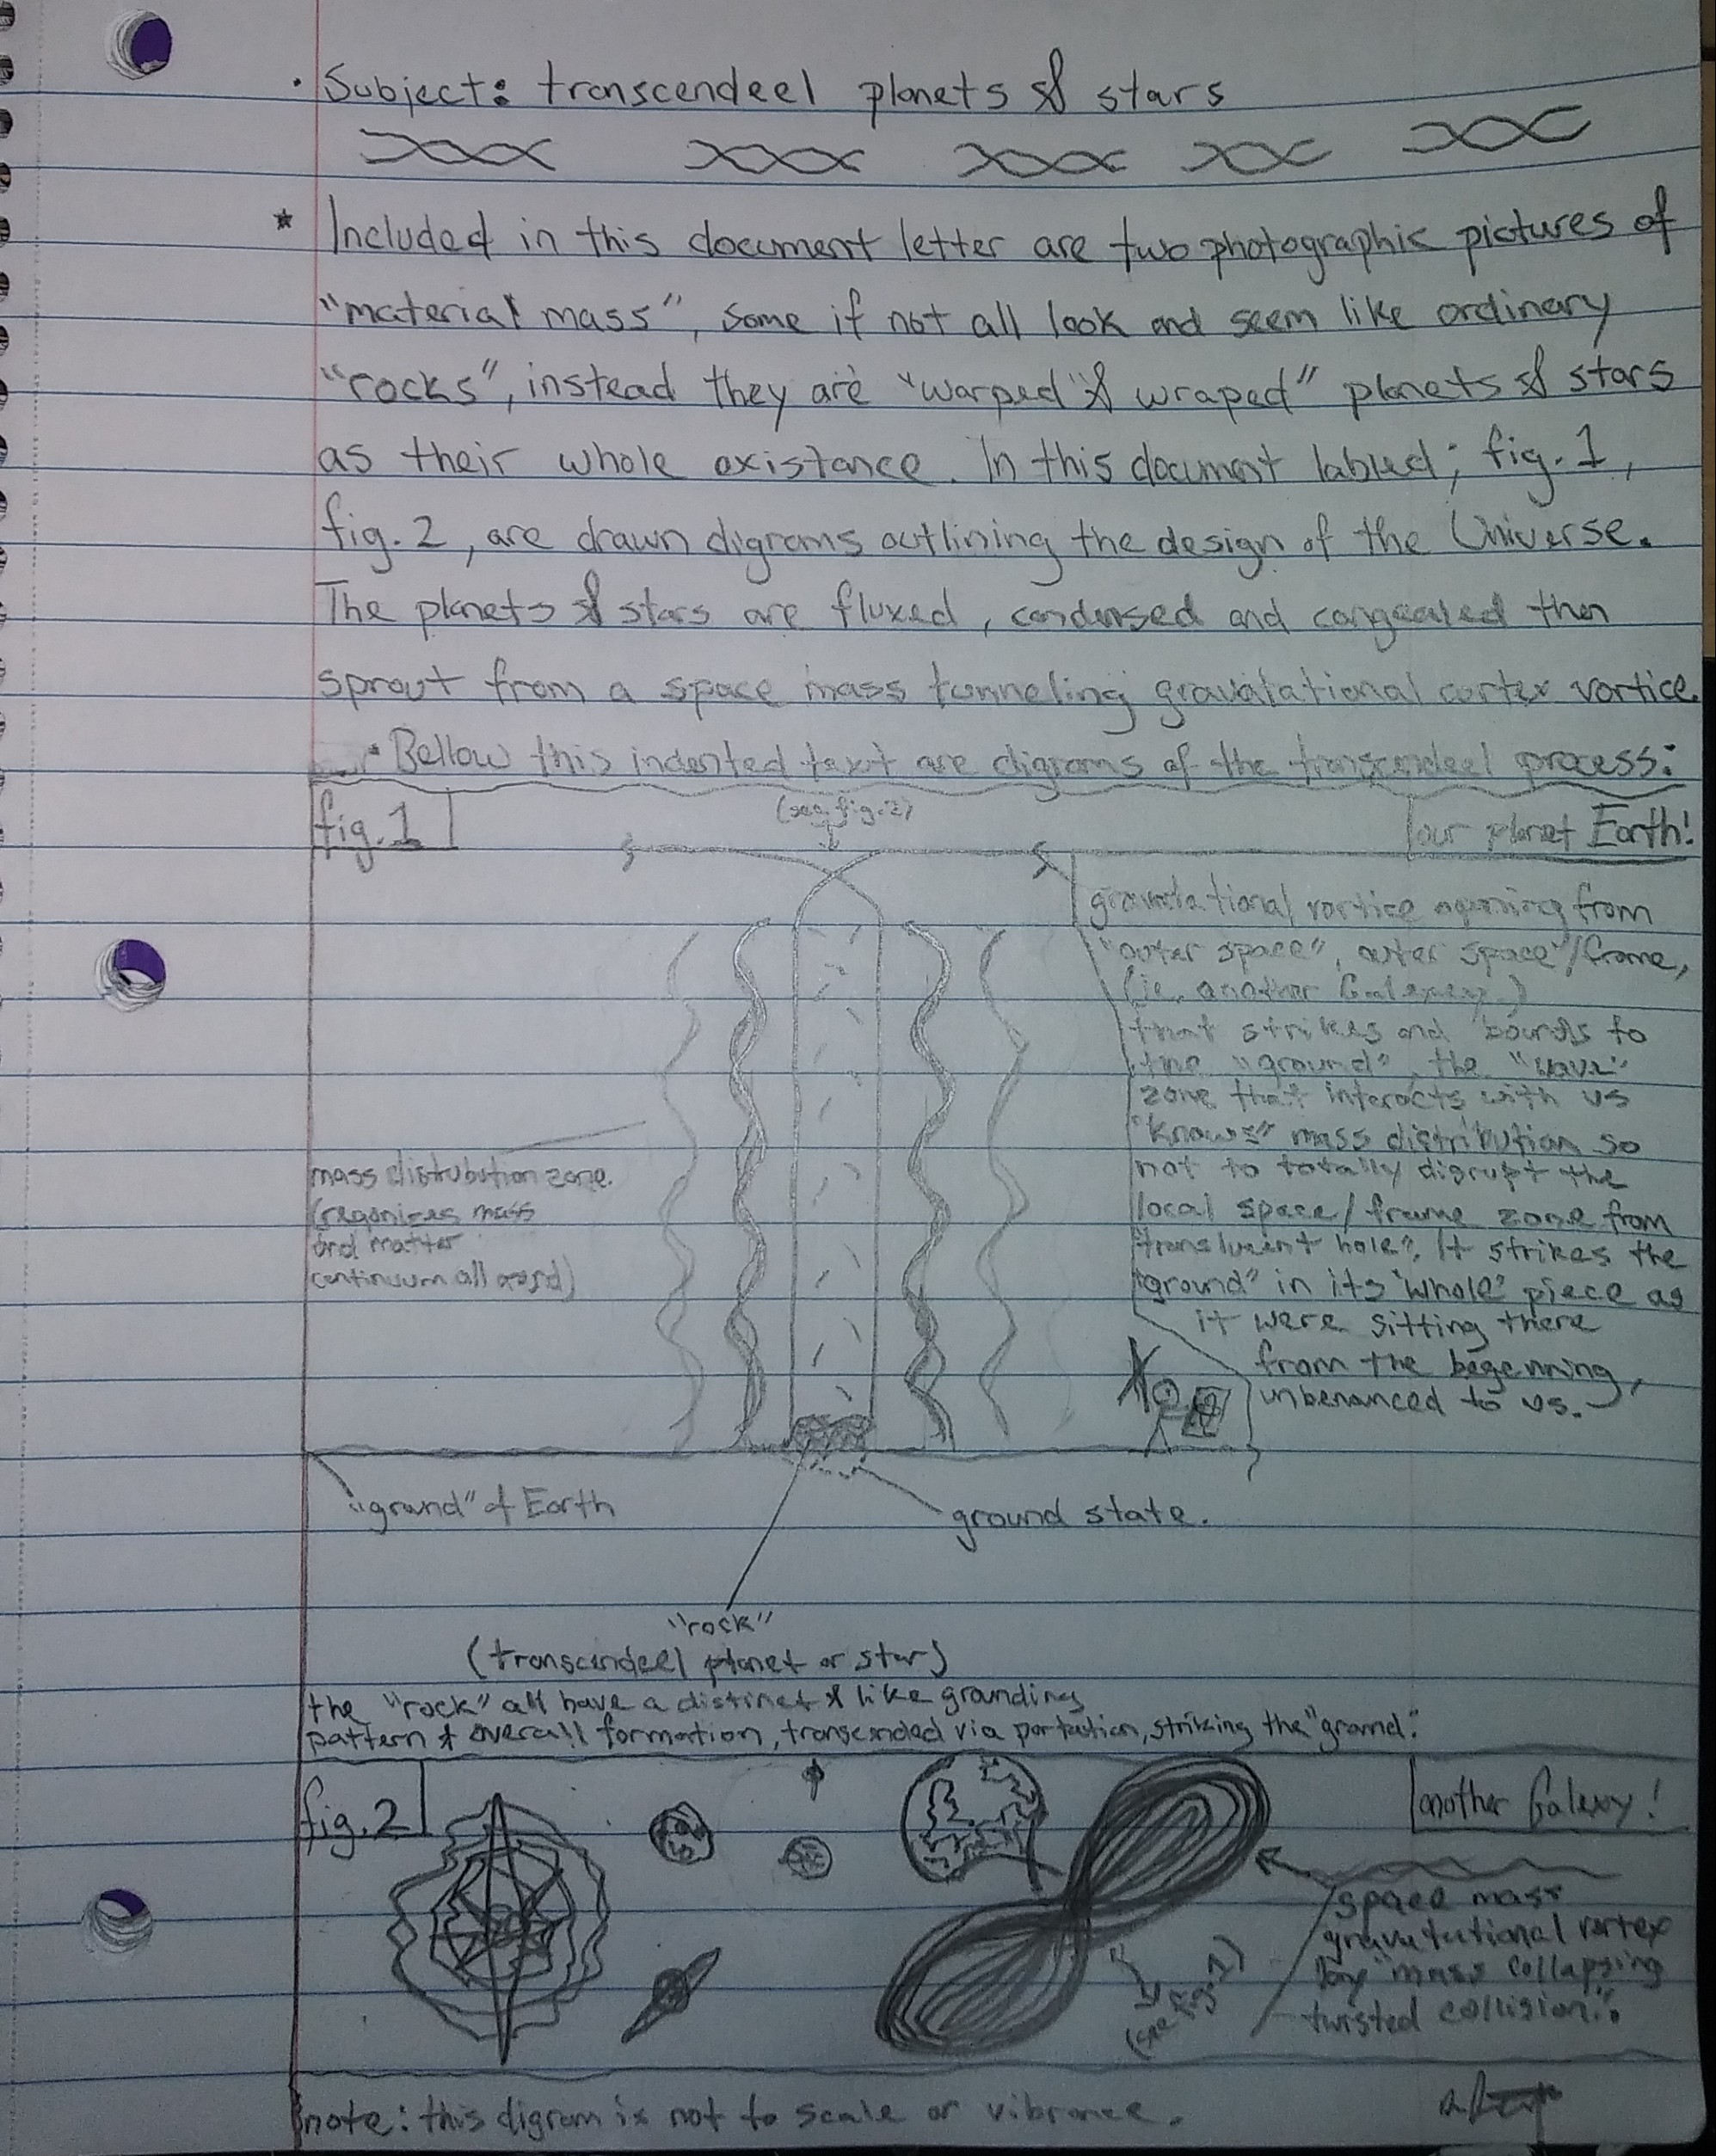 • Subject: transcendeel planets & stars
* Included in this document letter are two photographic pictures of
"material mass", some if not all look and seem like ordinary
"rocks", instead they are "warped & wraped" planets & stars
as their whole existance. In this document labled; fig. 1,
fig. 2, are drawn digrams outlining the design of the Universe.
The planets & stars are fluxed, condensed and congealed then
sprout from a space mass tunneling gravatational cortex vortice.
• Bellow this indented text are digrams of the transcendeel process:
fig. 1
(see fig. 2)
our planet Earth!
gravatational vortice opening from
"outer space", outer space"/frame,
(ie. another Galexey.)
that strikes and bounds to
the "ground", the "wave"
zone that interacts with us
"knows" mass distribution so
not to totally disrupt the
local space/frame zone from
"translucent hole". It strikes the
"ground" in its "whole" piece as
it were sitting there
from the begenning,
unbenanced to us.
mass distrubution zone.
(reganizes mass
and matter
continuum all)
"ground" of Earth
ground state.
"rock"
(transcendeel planet or star)
the "rock" all have a distinct & like grounding
pattern & overall formation, transcended via portation, striking the "ground".
fig. 2
another Galexy!
space mass
gravatational vortex
"mass collapsing
twisted collision".
(see fig. 1)
note: this digram is not to scale or vibrance.